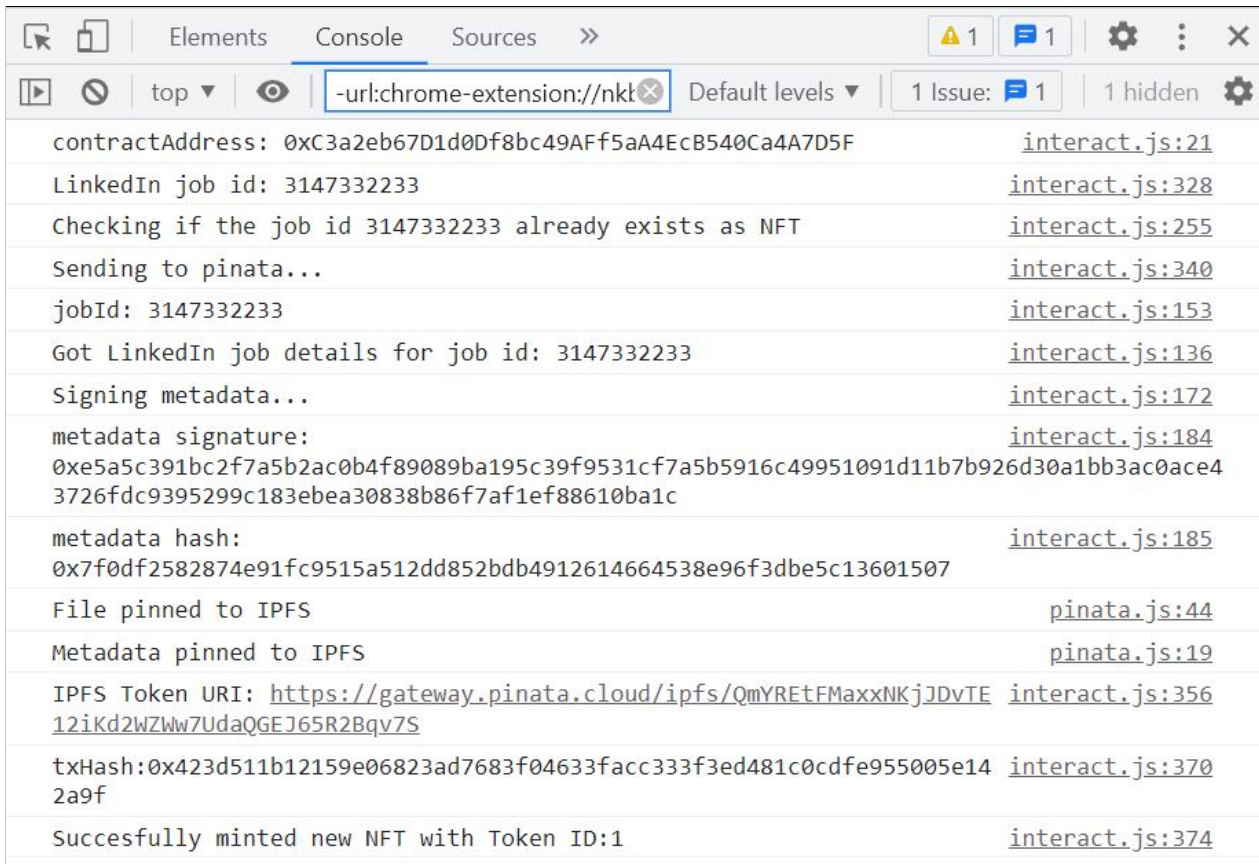 Elements Console Sources » 1 1
top ▼ -url:chrome-extension://nkb Default levels ▼ 1 Issue: 1 1 hidden
contractAddress: 0xC3a2eb67D1d0Df8bc49AFf5aA4EcB540Ca4A7D5F interact.js:21
LinkedIn job id: 3147332233 interact.js:328
Checking if the job id 3147332233 already exists as NFT interact.js:255
Sending to pinata... interact.js:340
jobId: 3147332233 interact.js:153
Got LinkedIn job details for job id: 3147332233 interact.js:136
Signing metadata... interact.js:172
metadata signature: interact.js:184
0xe5a5c391bc2f7a5b2ac0b4f89089ba195c39f9531cf7a5b5916c49951091d11b7b926d30a1bb3ac0ace4
3726fdc9395299c183ebea30838b86f7af1ef88610ba1c
metadata hash: interact.js:185
0x7f0df2582874e91fc9515a512dd852bdb4912614664538e96f3dbe5c13601507
File pinned to IPFS pinata.js:44
Metadata pinned to IPFS pinata.js:19
IPFS Token URI: https://gateway.pinata.cloud/ipfs/QmYREtFMaxxNKjJDvTE interact.js:356
12iKd2WZWw7UdaQGEJ65R2Bqv7S
txHash:0x423d511b12159e06823ad7683f04633facc333f3ed481c0cdfe955005e14 interact.js:370
2a9f
Succesfully minted new NFT with Token ID:1 interact.js:374